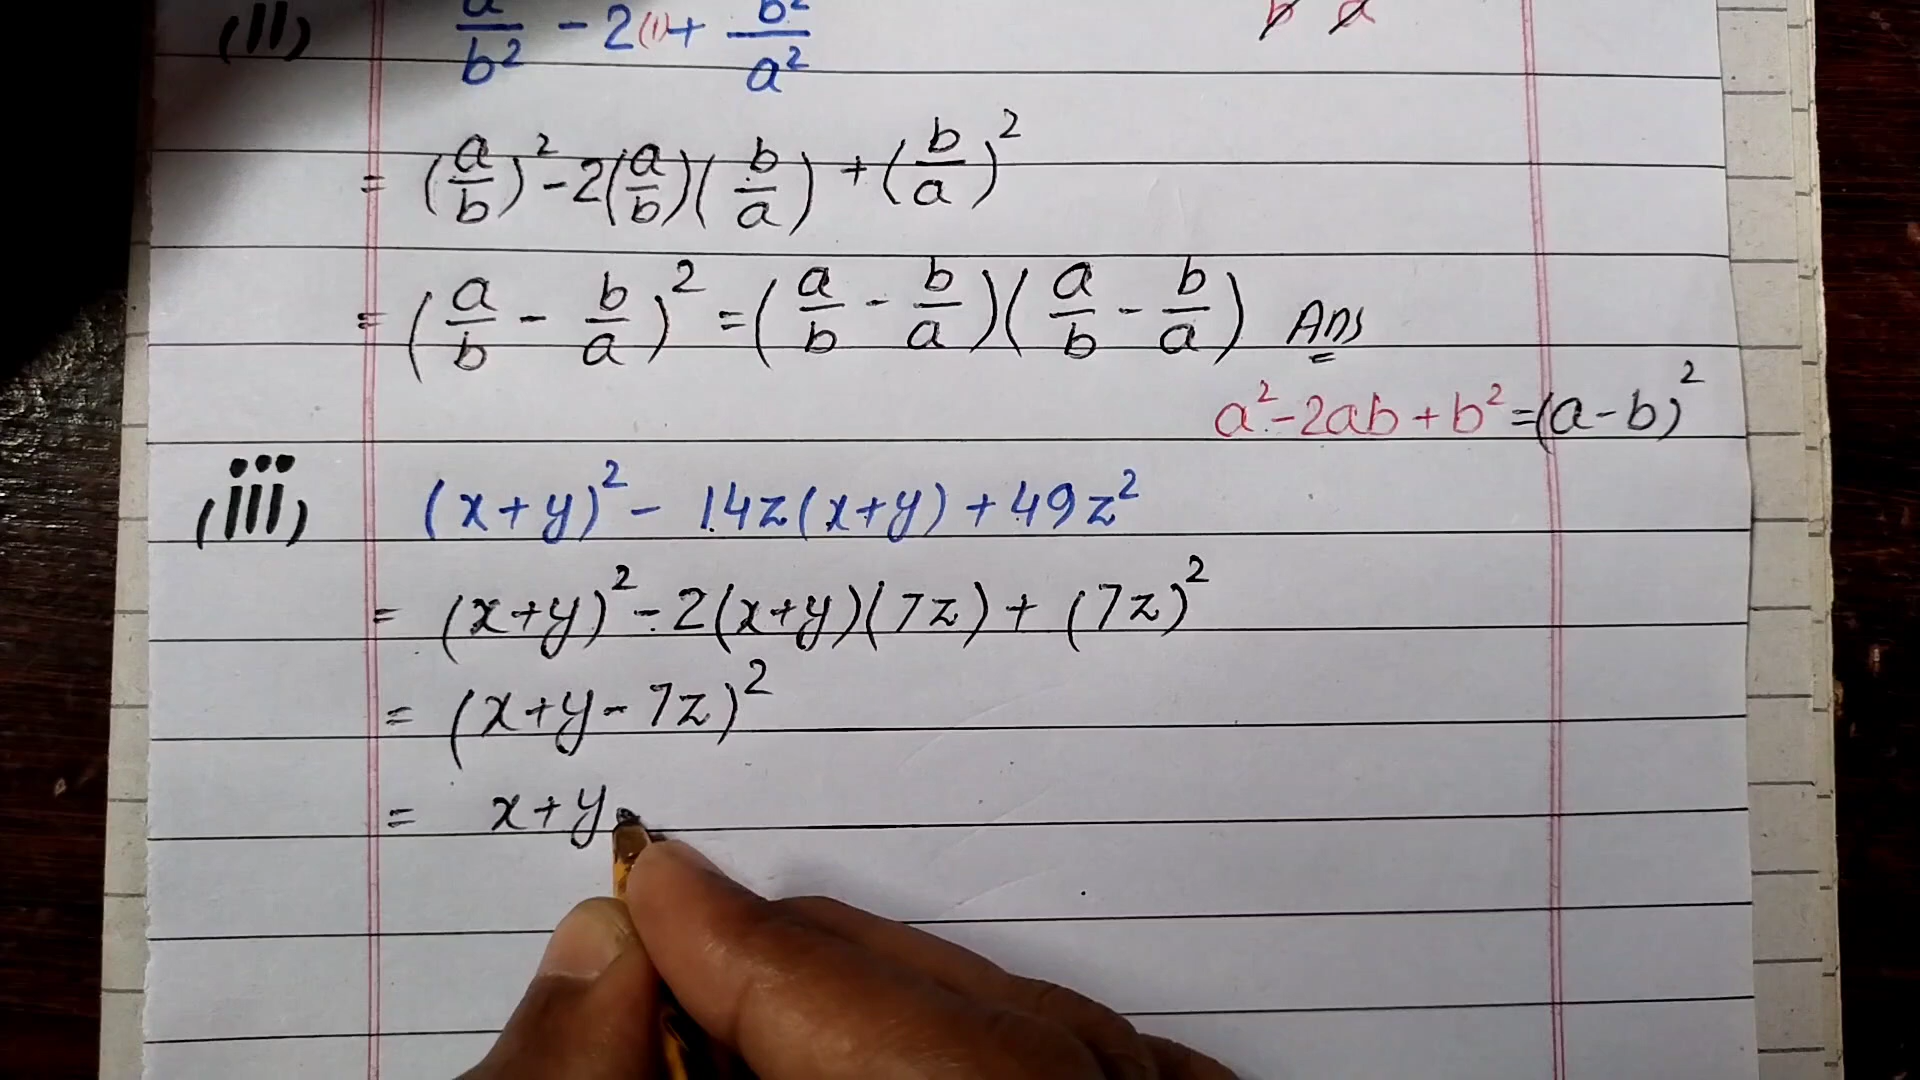 (ii) a/b² - 2(1) + b²/a²
= (a/b)² - 2(a/b)(b/a) + (b/a)²
= (a/b - b/a)² = (a/b - b/a)(a/b - b/a) Ans
a² - 2ab + b² = (a - b)²
(iii) (x+y)² - 14z(x+y) + 49z²
= (x+y)² - 2(x+y)(7z) + (7z)²
= (x+y - 7z)²
= x+y